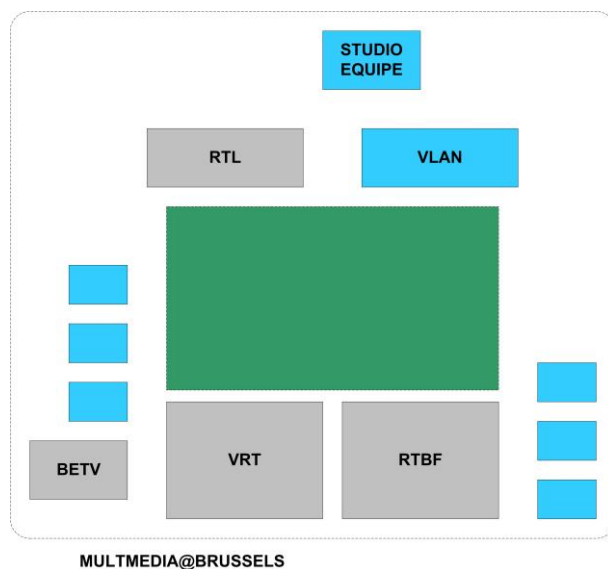 STUDIO
EQUIPE
RTL
VLAN
BETV
VRT
RTBF
MULTMEDIA@BRUSSELS